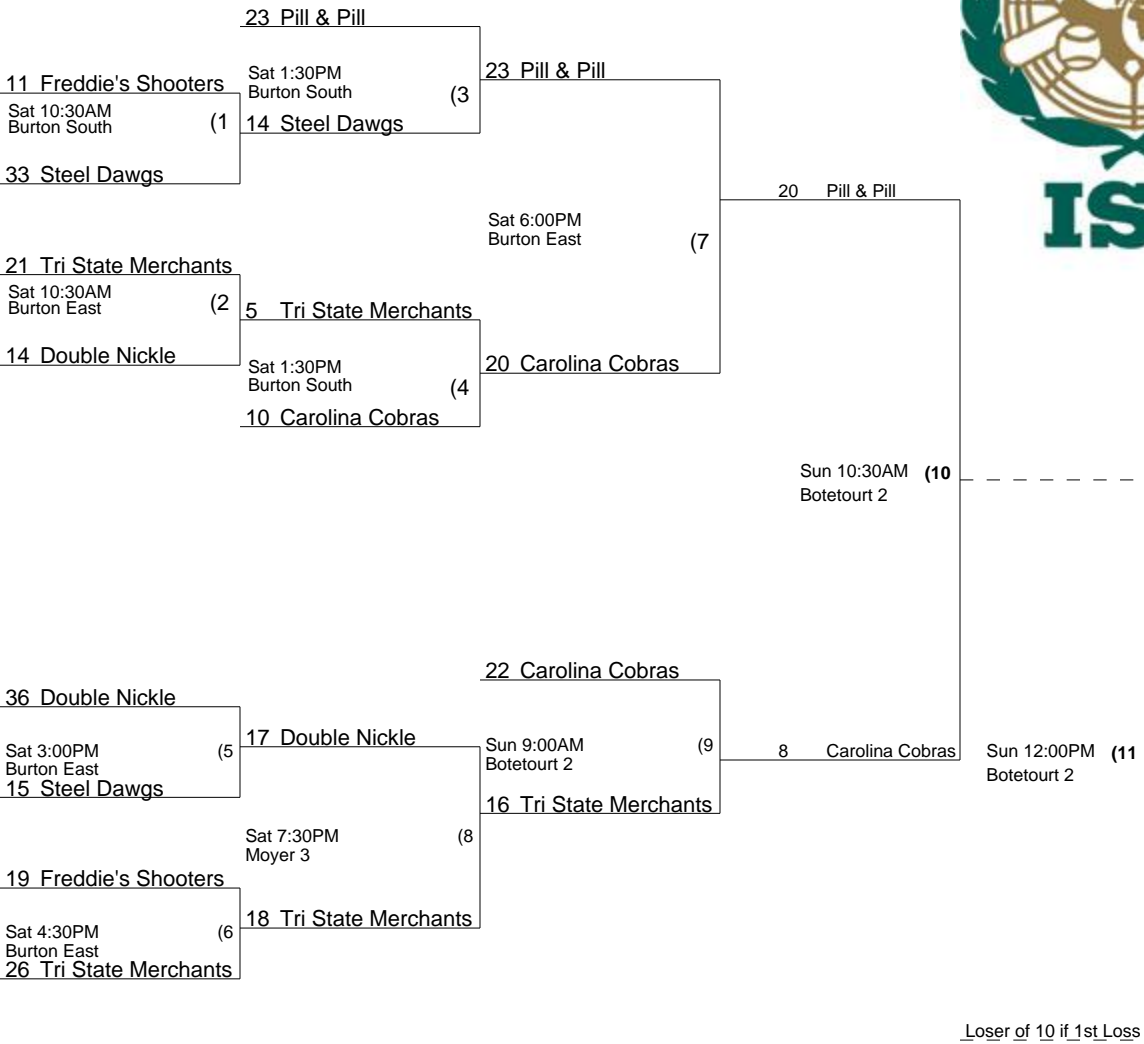 23 Pill & Pill
11 Freddie's Shooters
Sat 1:30PM
Burton South
(3
23 Pill & Pill
Sat 10:30AM
Burton South
(1
14 Steel Dawgs
33 Steel Dawgs
20 Pill & Pill
IS
Sat 6:00PM
Burton East
(7
21 Tri State Merchants
Sat 10:30AM
Burton East
(2
5 Tri State Merchants
14 Double Nickle
Sat 1:30PM
Burton South
(4
20 Carolina Cobras
10 Carolina Cobras
Sun 10:30AM
Botetourt 2
(10
22 Carolina Cobras
36 Double Nickle
17 Double Nickle
Sat 3:00PM
Burton East
(5
15 Steel Dawgs
Sun 9:00AM
Botetourt 2
(9
8 Carolina Cobras
Sun 12:00PM
Botetourt 2
(11
16 Tri State Merchants
Sat 7:30PM
Moyer 3
(8
19 Freddie's Shooters
18 Tri State Merchants
Sat 4:30PM
Burton East
(6
26 Tri State Merchants
Loser of 10 if 1st Loss